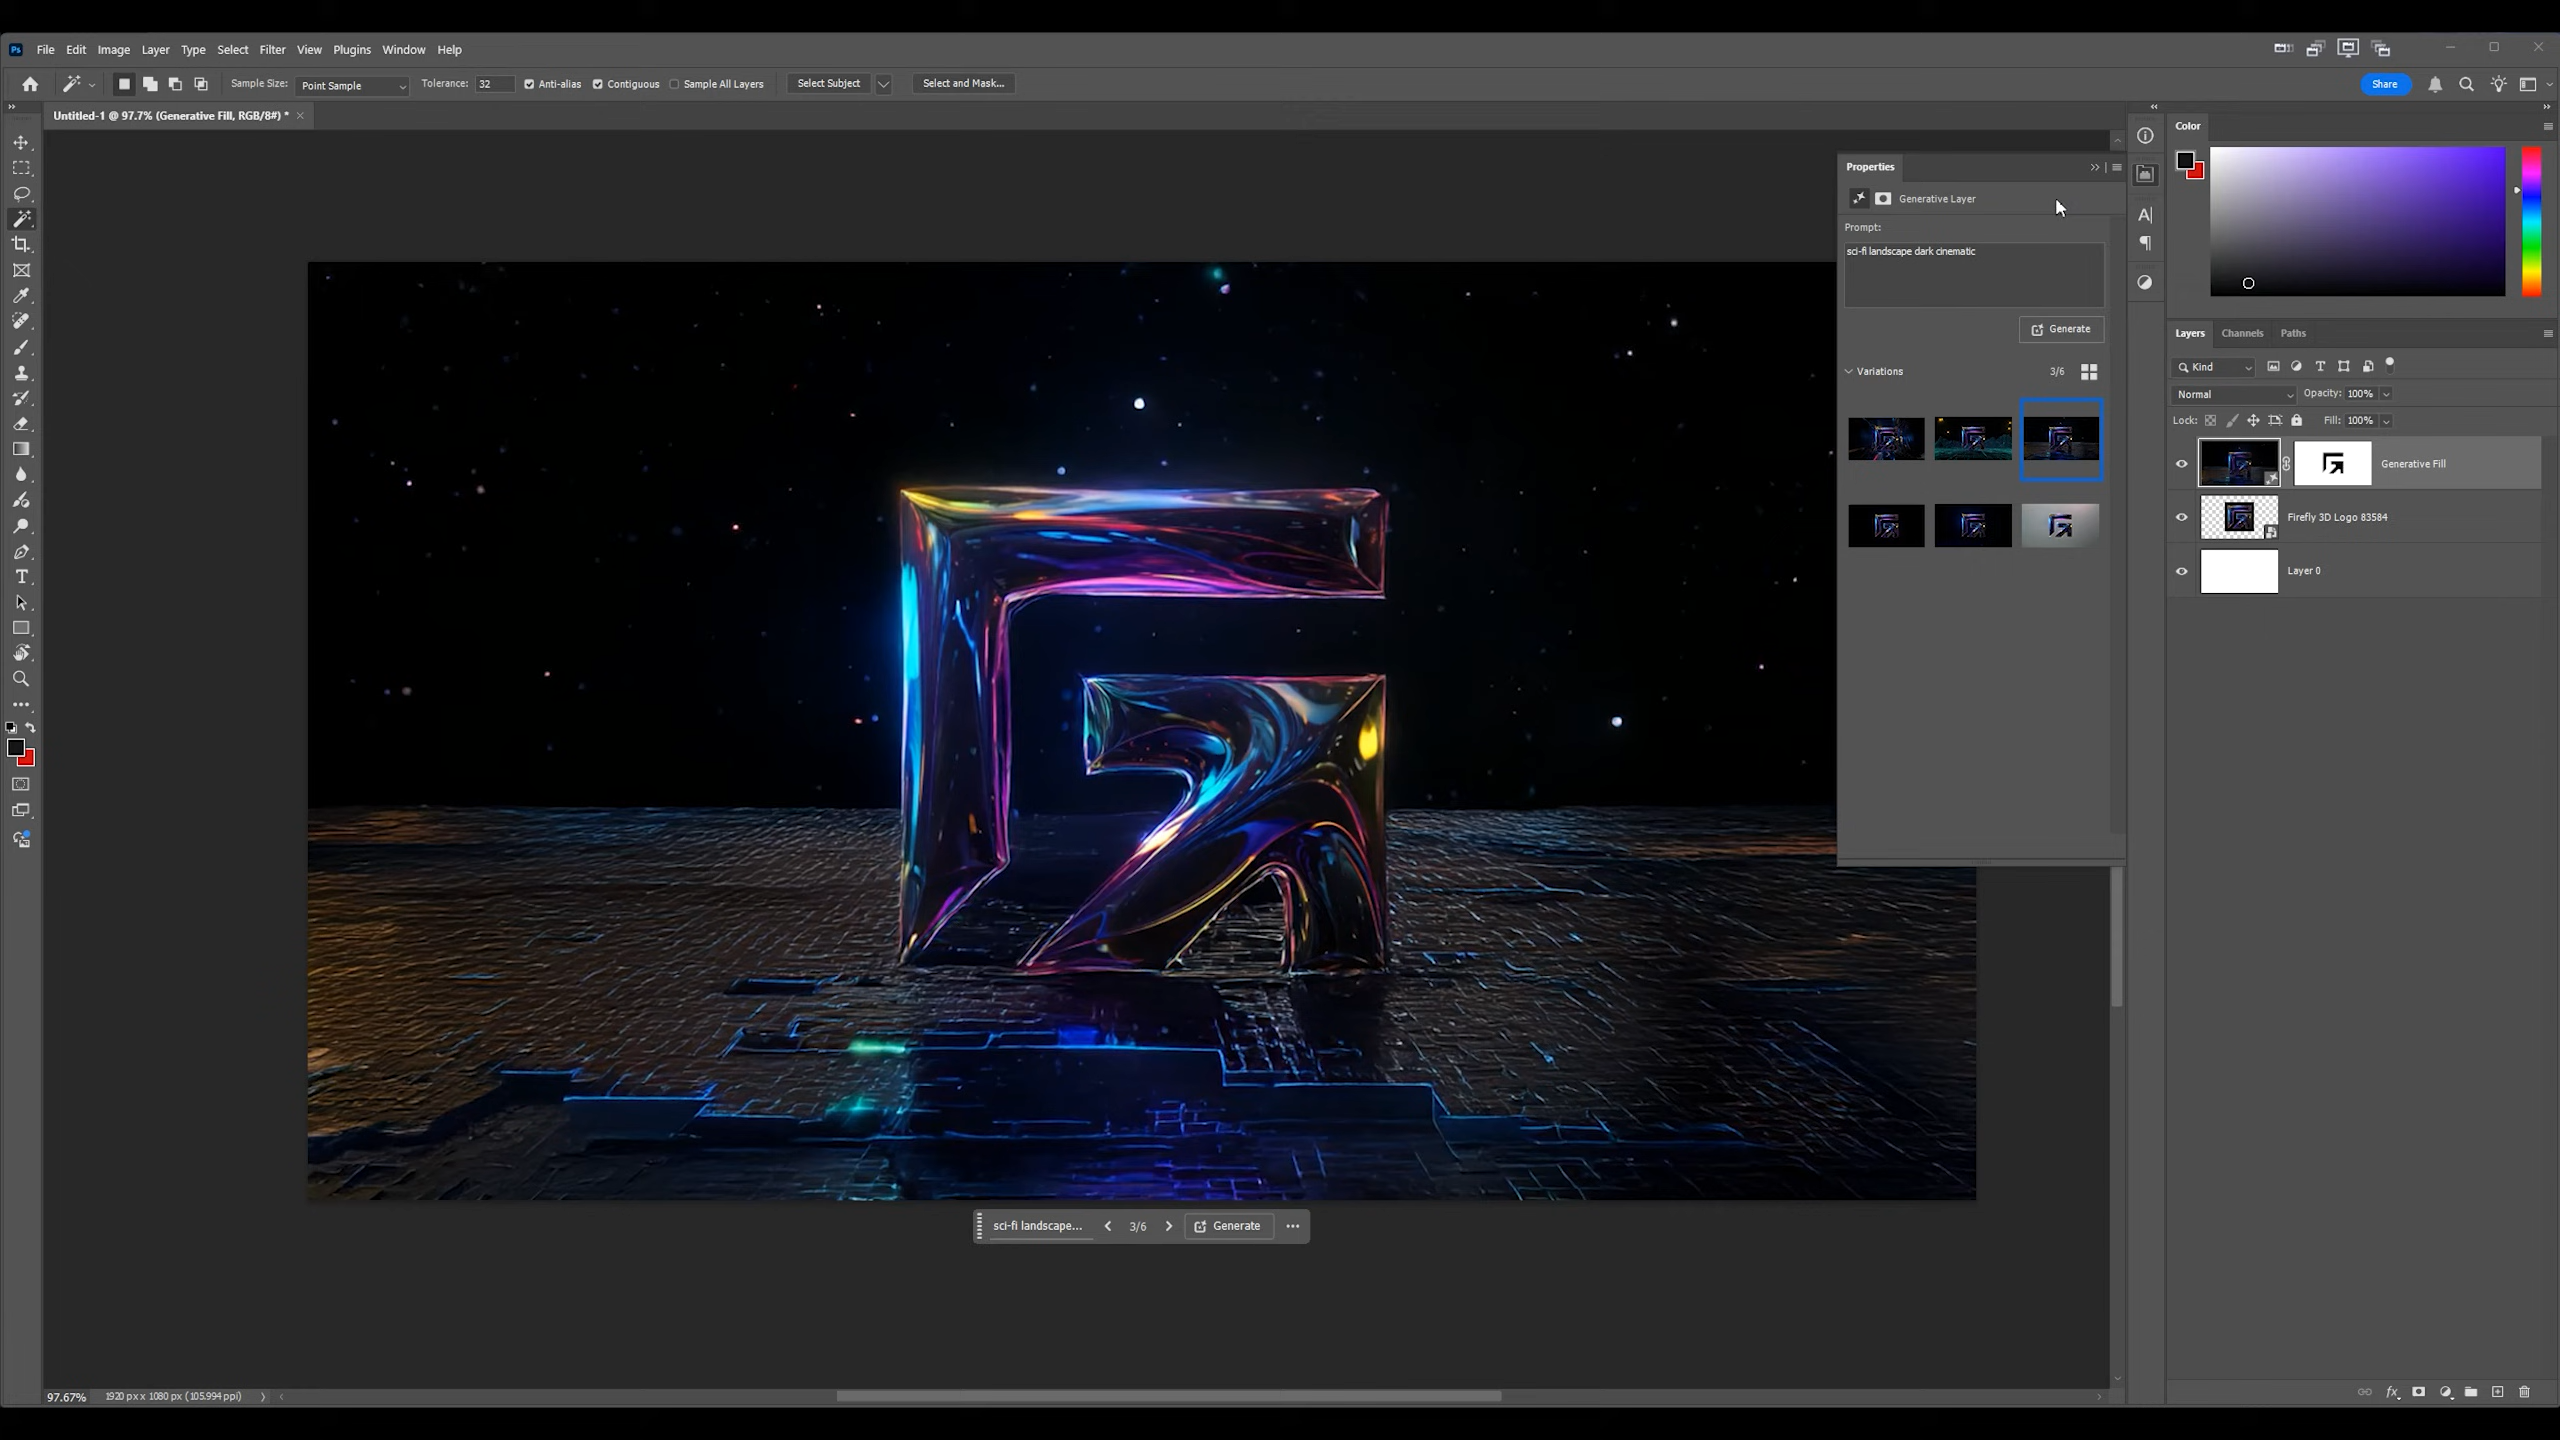 Ps File Edit Image Layer Type Select Filter View Plugins Window Help
Sample Size: Point Sample Tolerance: 32 Anti-alias Contiguous Sample All Layers Select Subject Select and Mask... Share
Untitled-1 @ 97.7% (Generative Fill, RGB/8#) *
Properties
Generative Layer
Prompt:
sci-fi landscape dark cinematic
Generate
Variations 3/6
Color
Layers Channels Paths
Kind
Normal Opacity: 100%
Lock: Fill: 100%
Generative Fill
Firefly 3D Logo 83584
Layer 0
sci-fi landscape... 3/6 Generate
97.67% 1920 px x 1080 px (105.994 ppi)